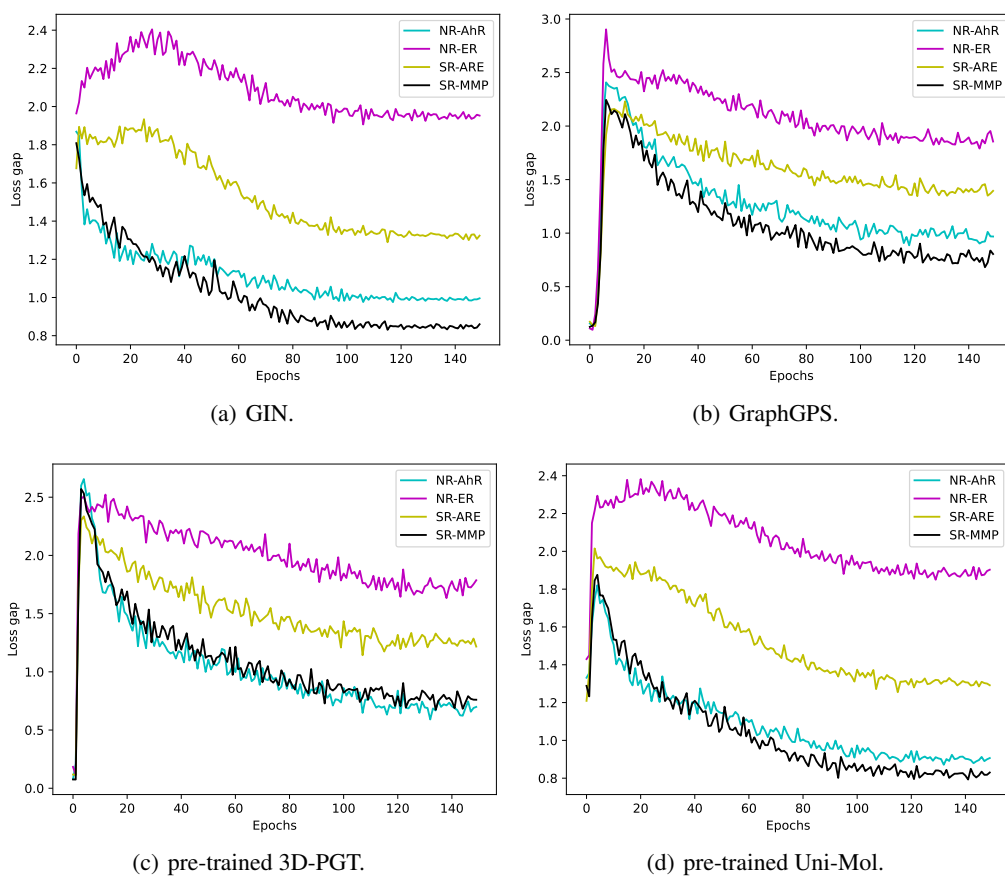 2.4
2.2
2.0
1.8
1.6
1.4
1.2
1.0
0.8
Loss gap
0 20 40 60 80 100 120 140
Epochs
NR-AhR
NR-ER
SR-ARE
SR-MMP
(a) GIN.
3.0
2.5
2.0
1.5
1.0
0.5
0.0
Loss gap
0 20 40 60 80 100 120 140
Epochs
NR-AhR
NR-ER
SR-ARE
SR-MMP
(b) GraphGPS.
2.5
2.0
1.5
1.0
0.5
0.0
Loss gap
0 20 40 60 80 100 120 140
Epochs
NR-AhR
NR-ER
SR-ARE
SR-MMP
(c) pre-trained 3D-PGT.
2.4
2.2
2.0
1.8
1.6
1.4
1.2
1.0
0.8
Loss gap
0 20 40 60 80 100 120 140
Epochs
NR-AhR
NR-ER
SR-ARE
SR-MMP
(d) pre-trained Uni-Mol.